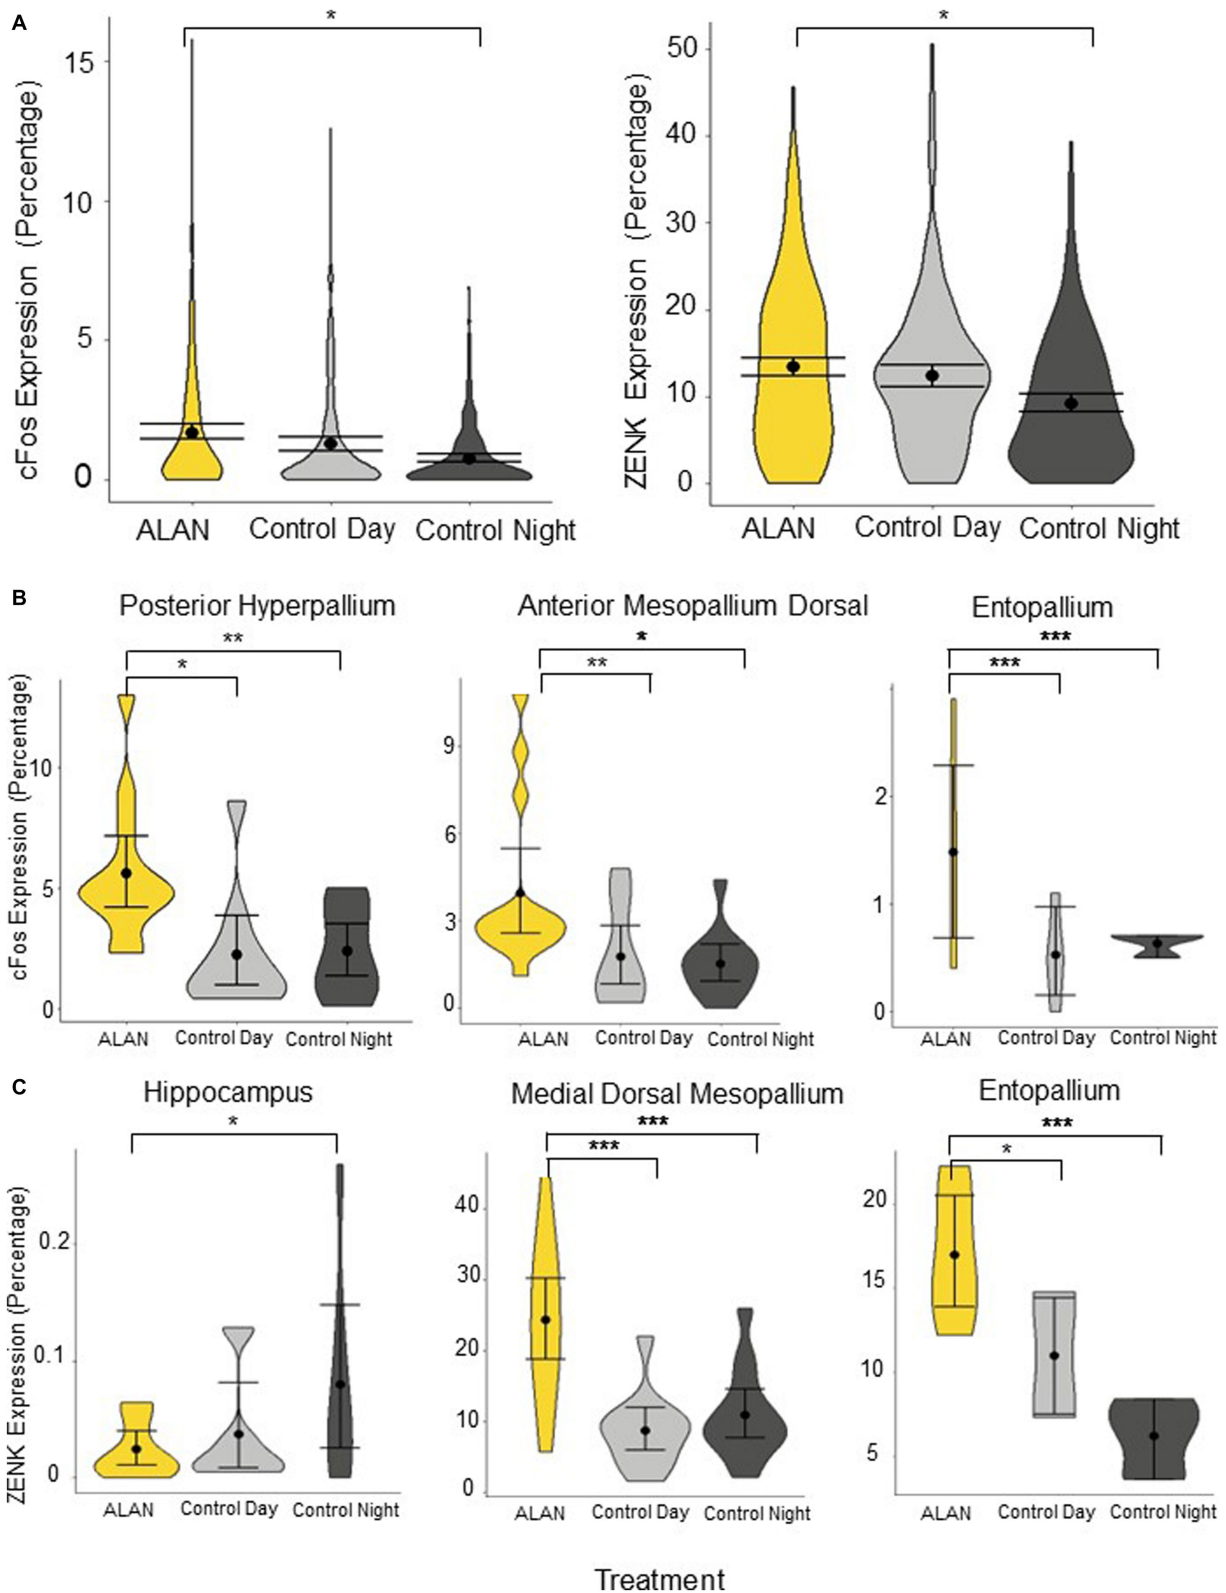 A
*
*
cFos Expression (Percentage)
15
10
5
0
ALAN
Control Day
Control Night
ZENK Expression (Percentage)
50
40
30
20
10
0
ALAN
Control Day
Control Night
B
Posterior Hyperpallium
Anterior Mesopallium Dorsal
Entopallium
**
*
*
**
***
***
cFos Expression (Percentage)
10
5
0
ALAN
Control Day
Control Night
9
6
3
0
ALAN
Control Day
Control Night
2
1
0
ALAN
Control Day
Control Night
C
Hippocampus
Medial Dorsal Mesopallium
Entopallium
*
***
***
***
*
ZENK Expression (Percentage)
0.2
0.1
0
ALAN
Control Day
Control Night
40
30
20
10
0
ALAN
Control Day
Control Night
20
15
10
5
ALAN
Control Day
Control Night
Treatment